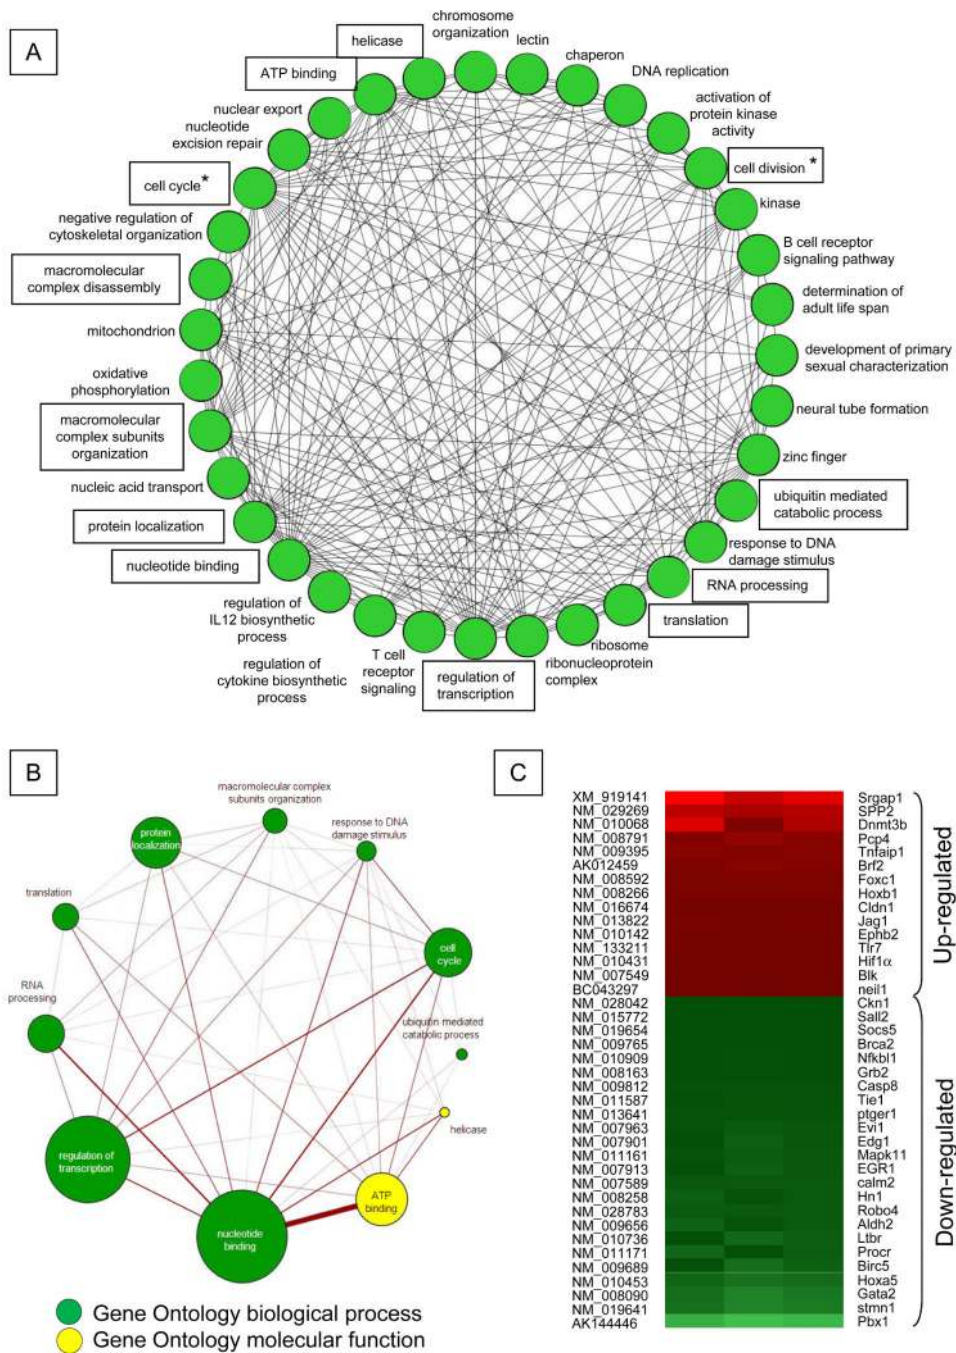 A
chromosome
organization
helicase
lectin
ATP binding
chaperon
DNA replication
nuclear export
activation of
protein kinase
activity
nucleotide
excision repair
cell division *
cell cycle *
kinase
negative regulation of
cytoskeletal organization
B cell receptor
signaling pathway
macromolecular
complex disassembly
determination of
adult life span
mitochondrion
development of primary
sexual characterization
oxidative
phosphorylation
neural tube formation
macromolecular
complex subunits
organization
zinc finger
nucleic acid transport
ubiquitin mediated
catabolic process
protein localization
response to DNA
damage stimulus
nucleotide binding
RNA processing
regulation of
IL12 biosynthetic
process
translation
regulation of
cytokine biosynthetic
process
T cell
receptor
signaling
regulation of
transcription
ribosome
ribonucleoprotein
complex
B
macromolecular complex
subunits organization
response to DNA
damage stimulus
protein
localization
translation
cell
cycle
RNA
processing
ubiquitin mediated
catabolic process
helicase
regulation of
transcription
ATP
binding
nucleotide
binding
Gene Ontology biological process
Gene Ontology molecular function
C
XM_919141 Srgap1
NM_029269 SPP2
NM_010068 Dnmt3b
NM_008791 Pcp4
NM_009395 Tnfaip1
AK012459 Brf2
NM_008592 Foxc1
NM_008266 Hoxb1
NM_016674 Cldn1
NM_013822 Jag1
NM_010142 Ephb2
NM_133211 Tlr7
NM_010431 Hif1α
NM_007549 Blk
BC043297 neil1
NM_028042 Ckn1
NM_015772 Sall2
NM_019654 Socs5
NM_009765 Brca2
NM_010909 Nfkbl1
NM_008163 Grb2
NM_009812 Casp8
NM_011587 Tie1
NM_013641 ptger1
NM_007963 Evi1
NM_007901 Edg1
NM_011161 Mapk11
NM_007913 EGR1
NM_007589 calm2
NM_008258 Hn1
NM_028783 Robo4
NM_009656 Aldh2
NM_010736 Ltbr
NM_011171 Procr
NM_009689 Birc5
NM_010453 Hoxa5
NM_008090 Gata2
NM_019641 stmn1
AK144446 Pbx1
Up-regulated
Down-regulated